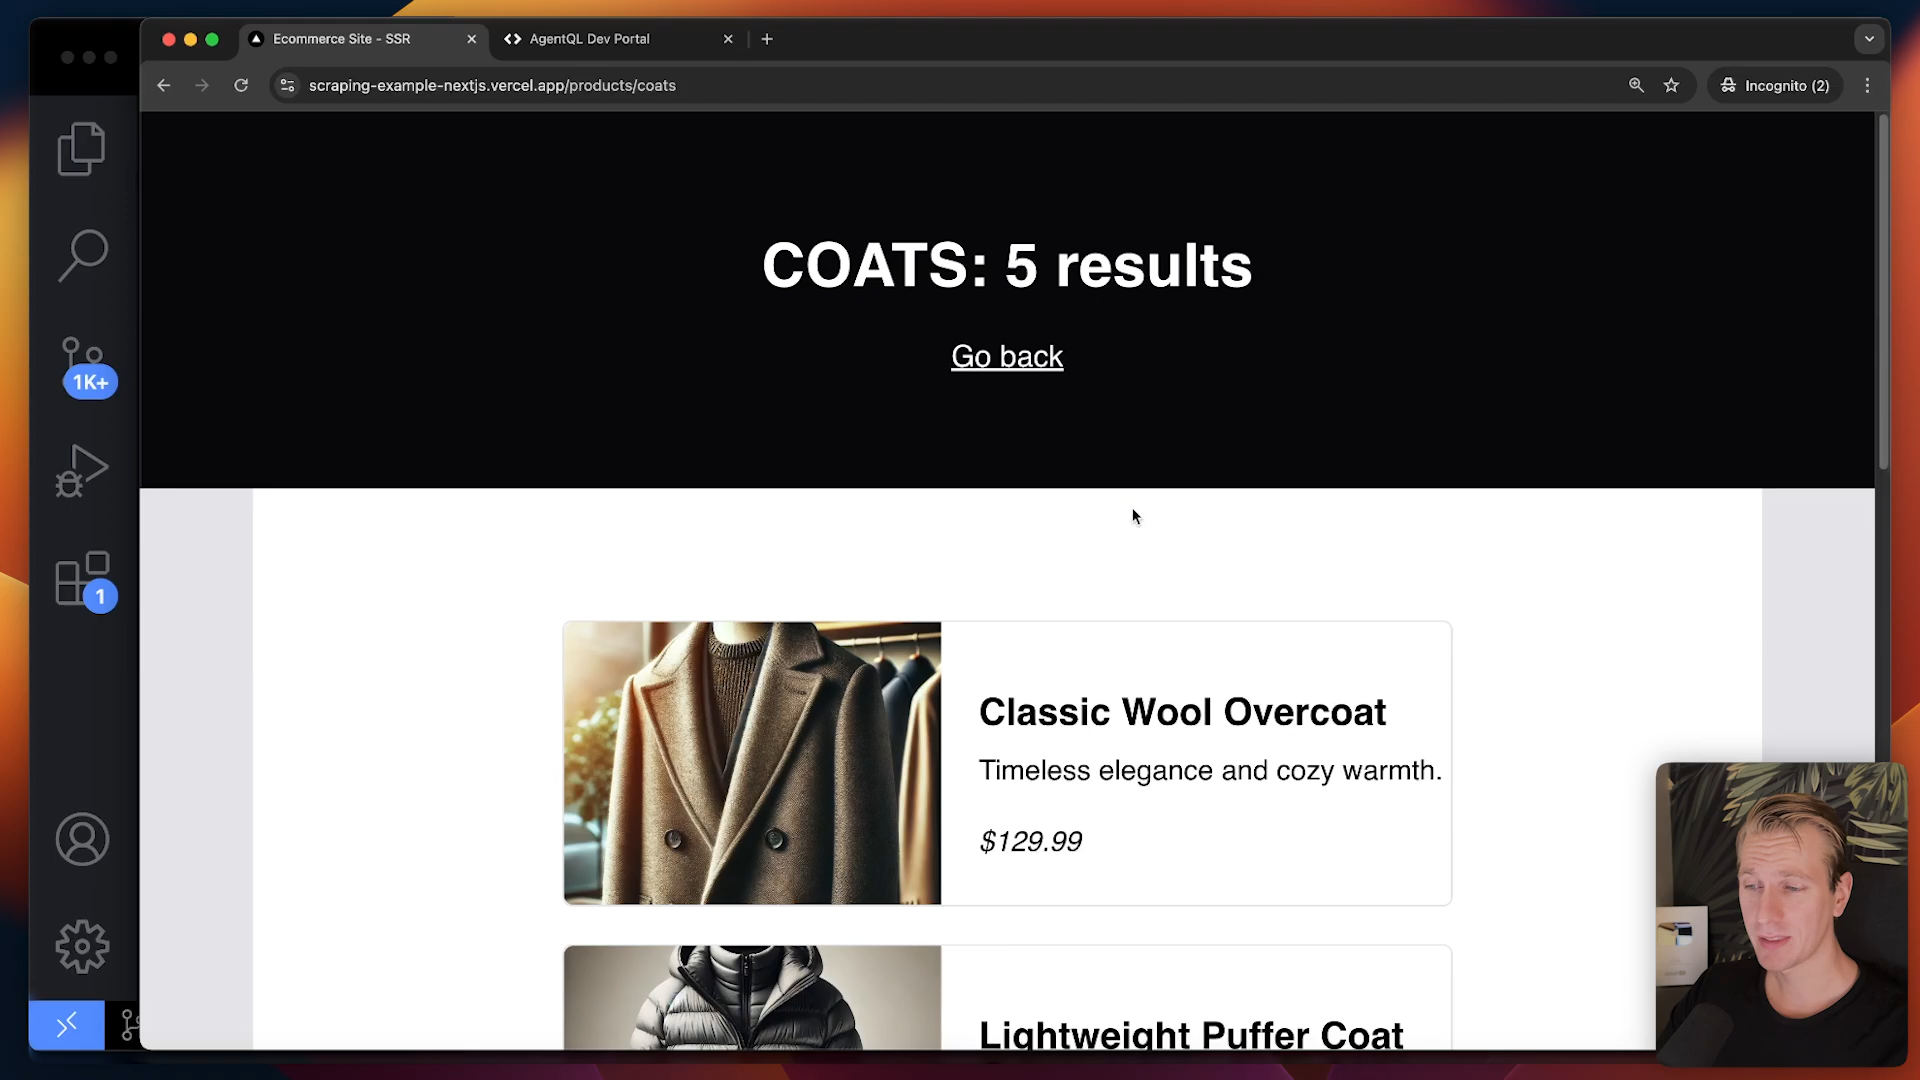 Ecommerce Site - SSR
AgentQL Dev Portal
scraping-example-nextjs.vercel.app/products/coats
Incognito (2)
COATS: 5 results
Go back
1K+
1
Classic Wool Overcoat
Timeless elegance and cozy warmth.
$129.99
Lightweight Puffer Coat